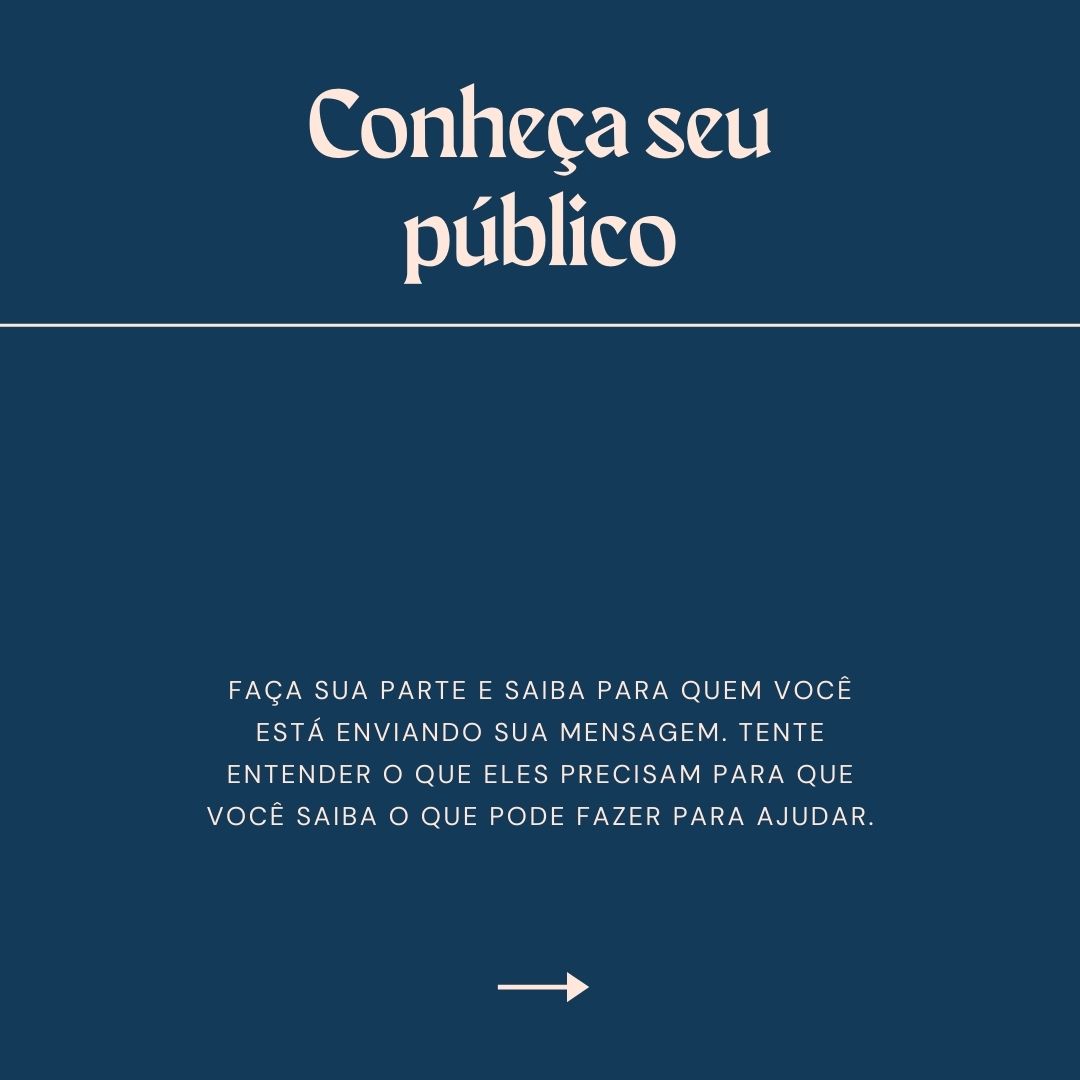 Conheça seu
público
FAÇA SUA PARTE E SAIBA PARA QUEM VOCÊ
ESTÁ ENVIANDO SUA MENSAGEM. TENTE
ENTENDER O QUE ELES PRECISAM PARA QUE
VOCÊ SAIBA O QUE PODE FAZER PARA AJUDAR.